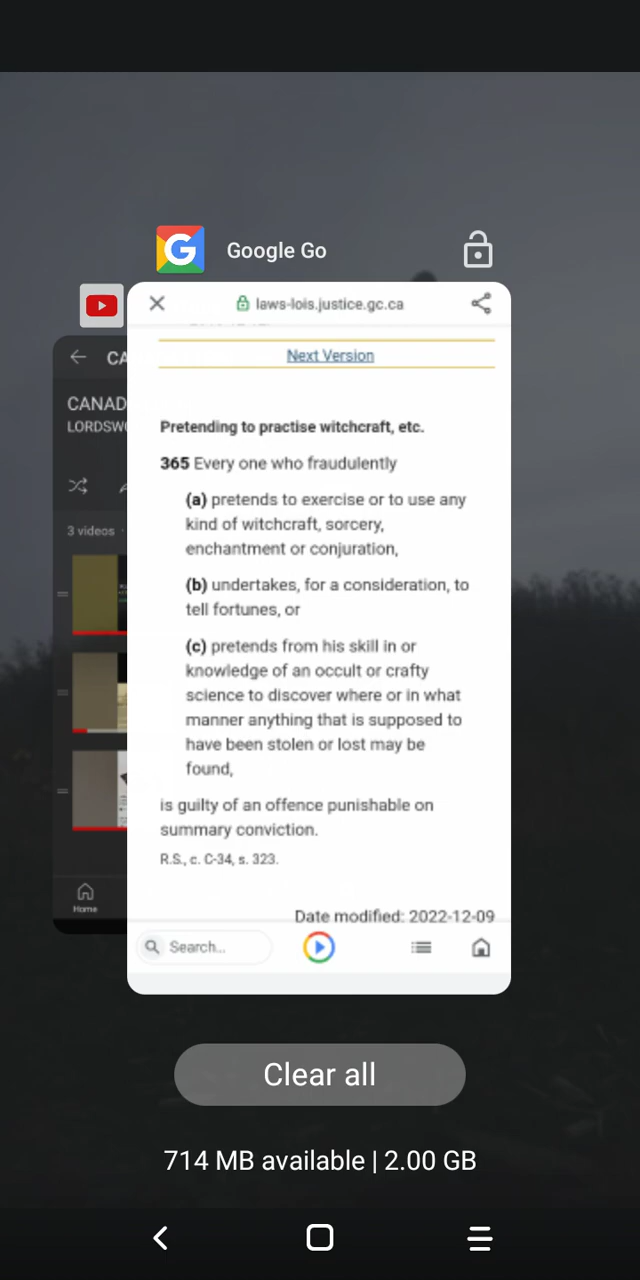 Google Go
laws-lois.justice.gc.ca
Next Version
CA
CANAD
LORDSWO
3 videos ·
Home
Pretending to practise witchcraft, etc.
365 Every one who fraudulently
(a) pretends to exercise or to use any
kind of witchcraft, sorcery,
enchantment or conjuration,
(b) undertakes, for a consideration, to
tell fortunes, or
(c) pretends from his skill in or
knowledge of an occult or crafty
science to discover where or in what
manner anything that is supposed to
have been stolen or lost may be
found,
is guilty of an offence punishable on
summary conviction.
R.S., c. C-34, s. 323.
Date modified: 2022-12-09
Search...
Clear all
714 MB available | 2.00 GB